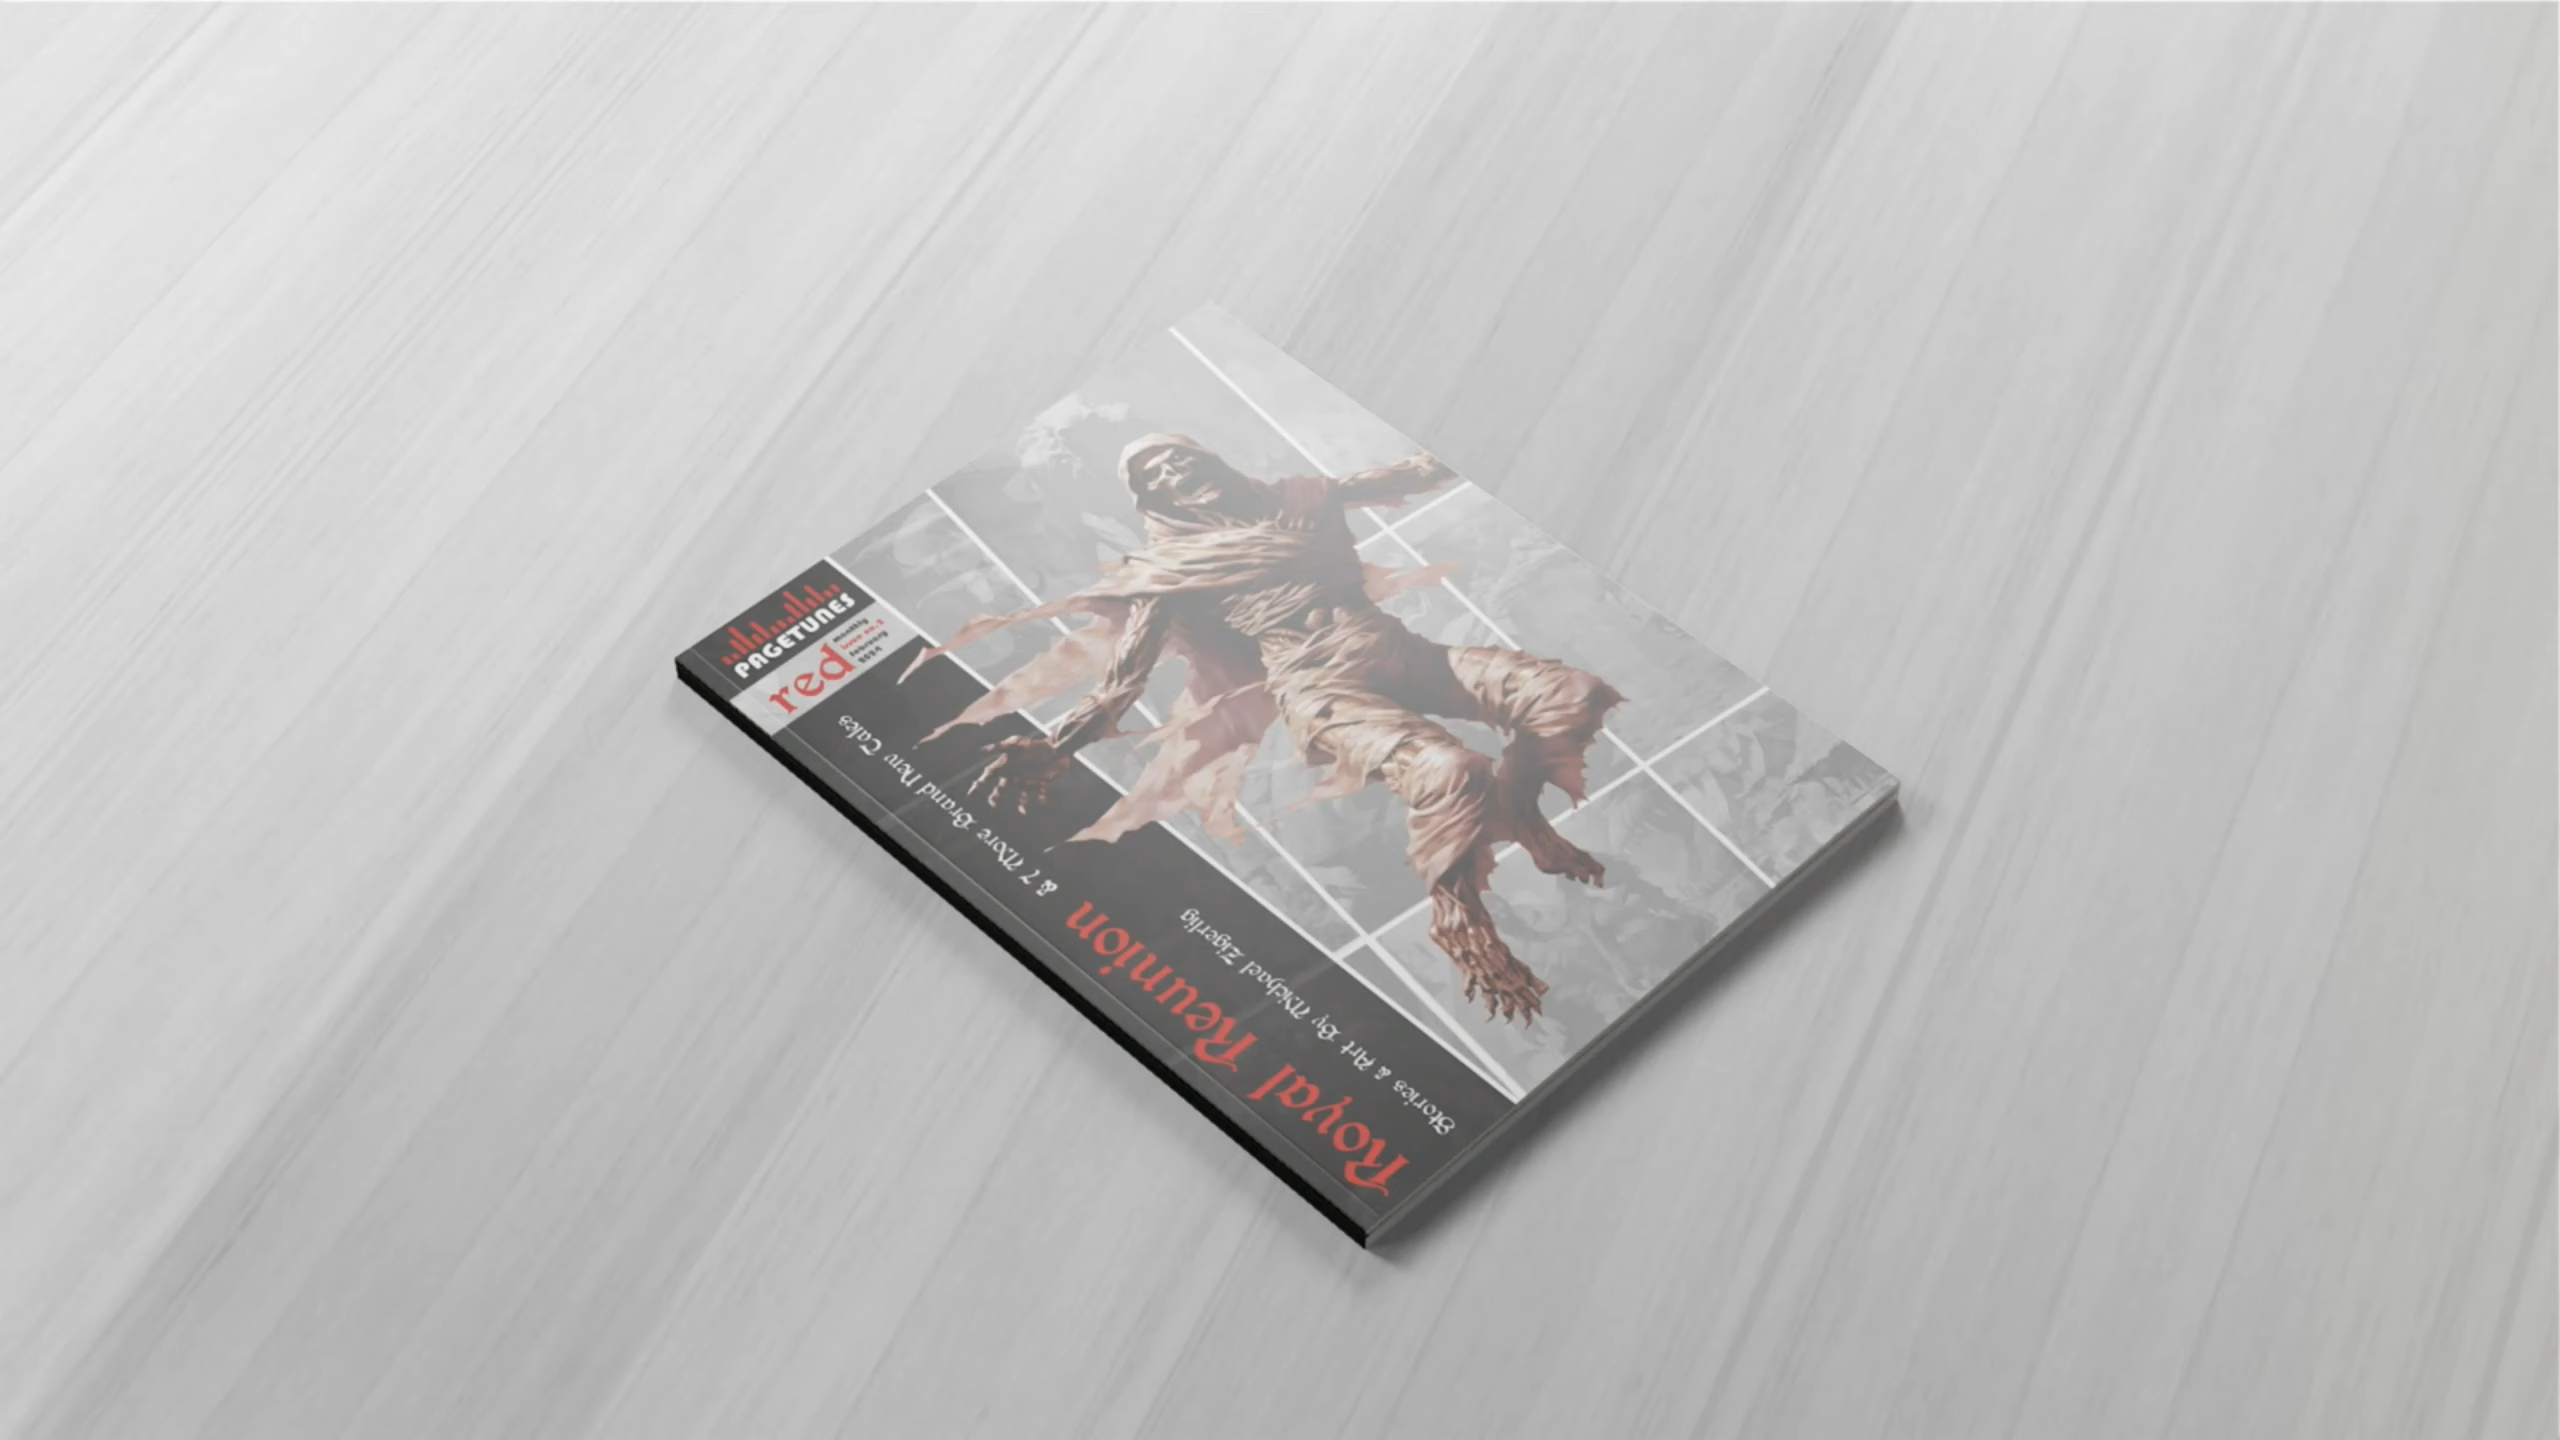 PAGETUNES
red
monthly
issue no.2
february
2024
Royal Reunion
& 7 More Brand New Tales
Stories & Art By Michael Zigerlig